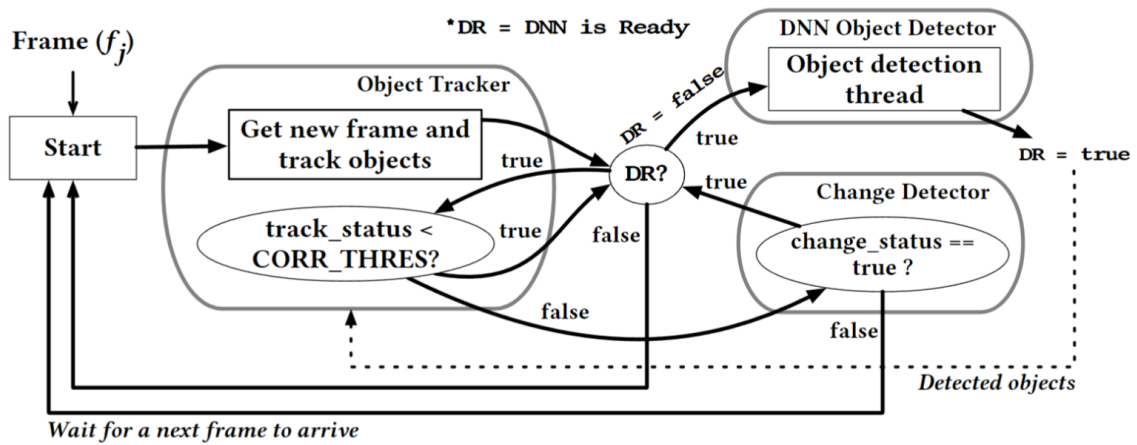 *DR = DNN is Ready
DNN Object Detector
Object detection
thread
Frame (fj)
Start
Object Tracker
Get new frame and
track objects
DR = false
true
DR = true
true
DR?
true
Change Detector
track_status <
CORR_THRES?
true
false
change_status ==
true ?
false
false
Detected objects
Wait for a next frame to arrive